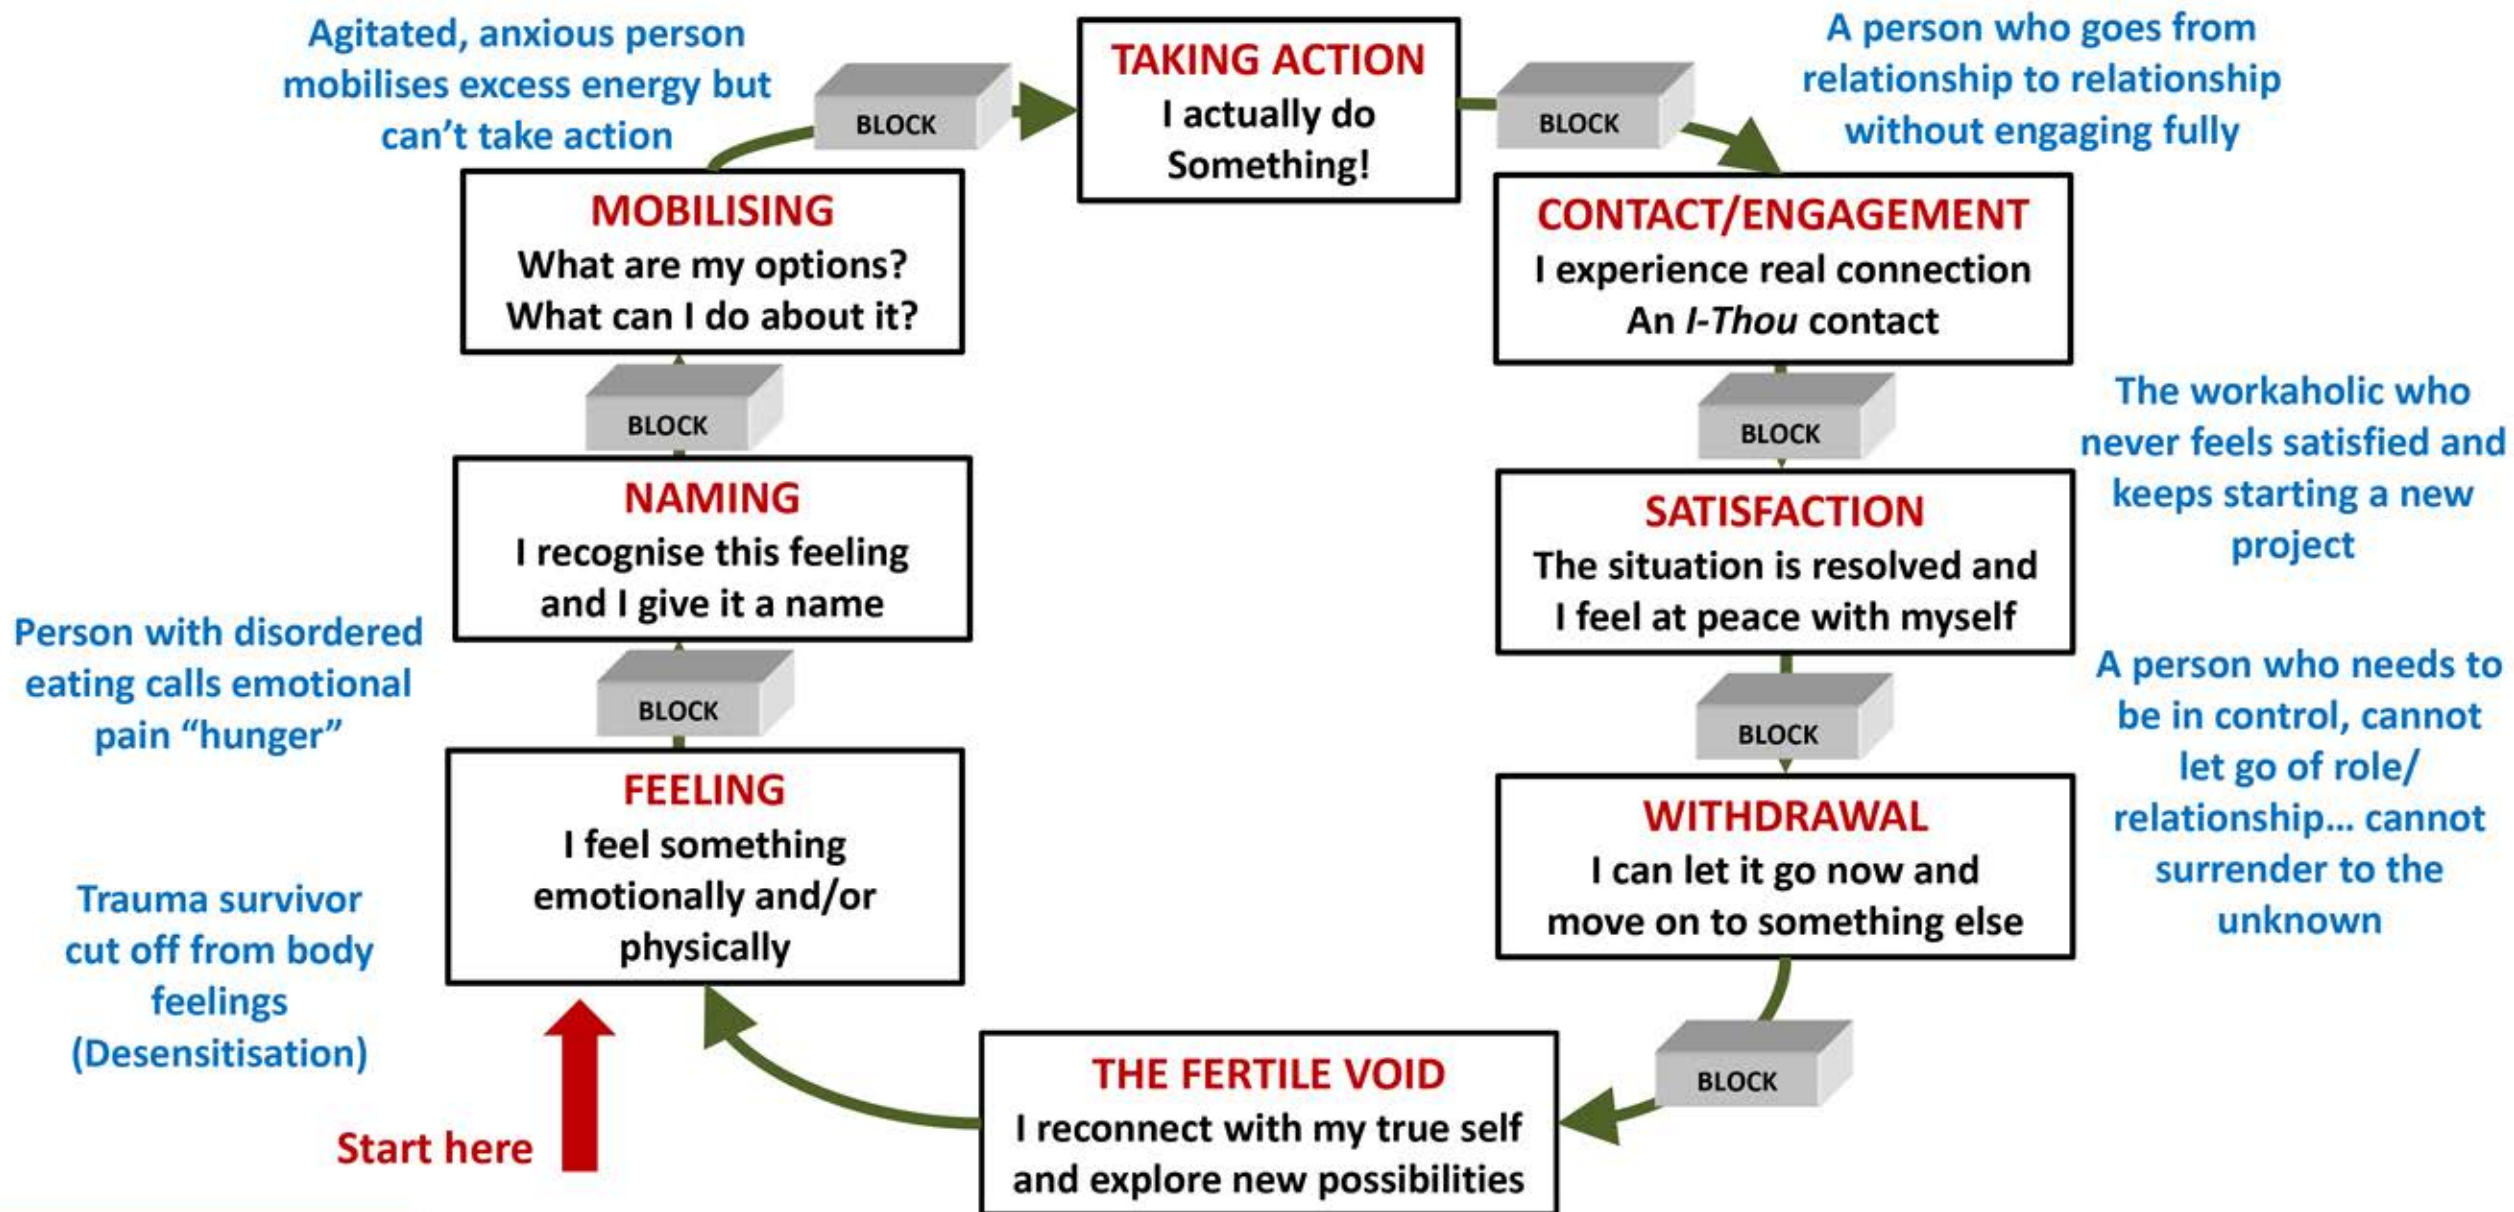 Agitated, anxious person
mobilises excess energy but
can’t take action
BLOCK
TAKING ACTION
I actually do
Something!
BLOCK
A person who goes from
relationship to relationship
without engaging fully
MOBILISING
What are my options?
What can I do about it?
CONTACT/ENGAGEMENT
I experience real connection
An I-Thou contact
BLOCK
BLOCK
The workaholic who
never feels satisfied and
keeps starting a new
project
NAMING
I recognise this feeling
and I give it a name
SATISFACTION
The situation is resolved and
I feel at peace with myself
Person with disordered
eating calls emotional
pain “hunger”
BLOCK
BLOCK
A person who needs to
be in control, cannot
let go of role/
relationship... cannot
surrender to the
unknown
FEELING
I feel something
emotionally and/or
physically
WITHDRAWAL
I can let it go now and
move on to something else
Trauma survivor
cut off from body
feelings
(Desensitisation)
Start here
THE FERTILE VOID
I reconnect with my true self
and explore new possibilities
BLOCK